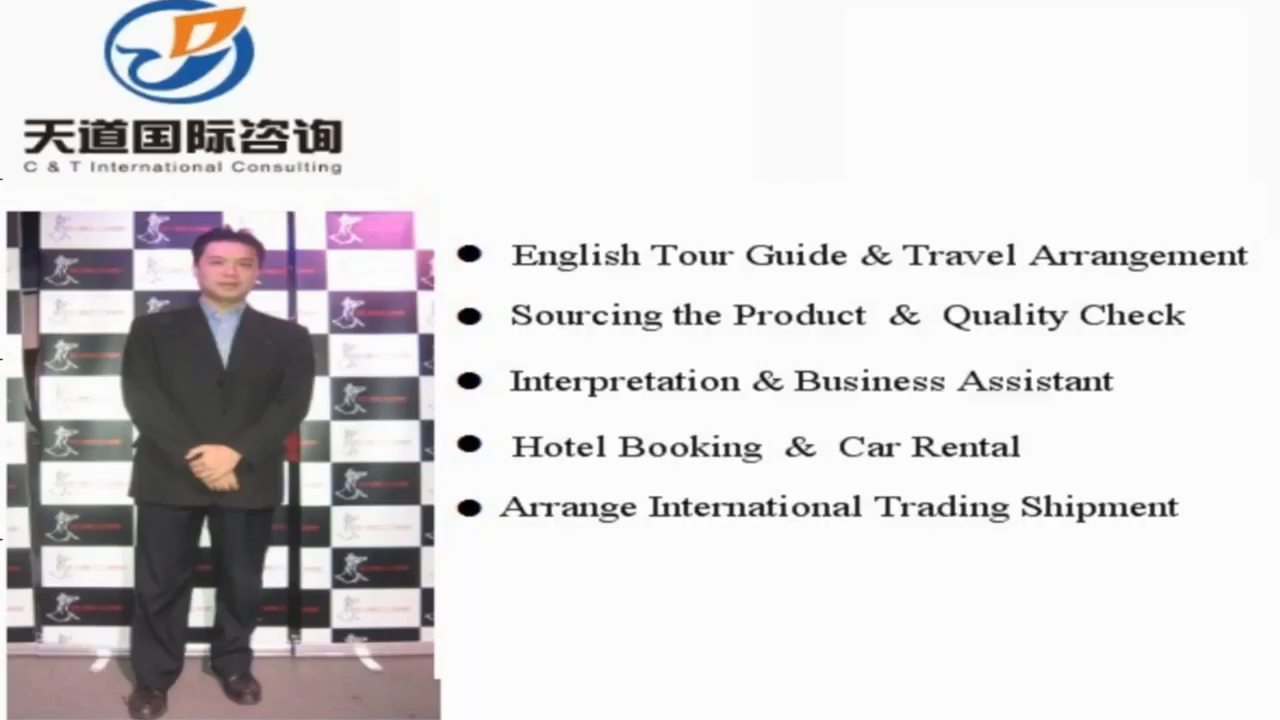 天道国际咨询
C & T International Consulting
English Tour Guide & Travel Arrangement
Sourcing the Product & Quality Check
Interpretation & Business Assistant
Hotel Booking & Car Rental
Arrange International Trading Shipment